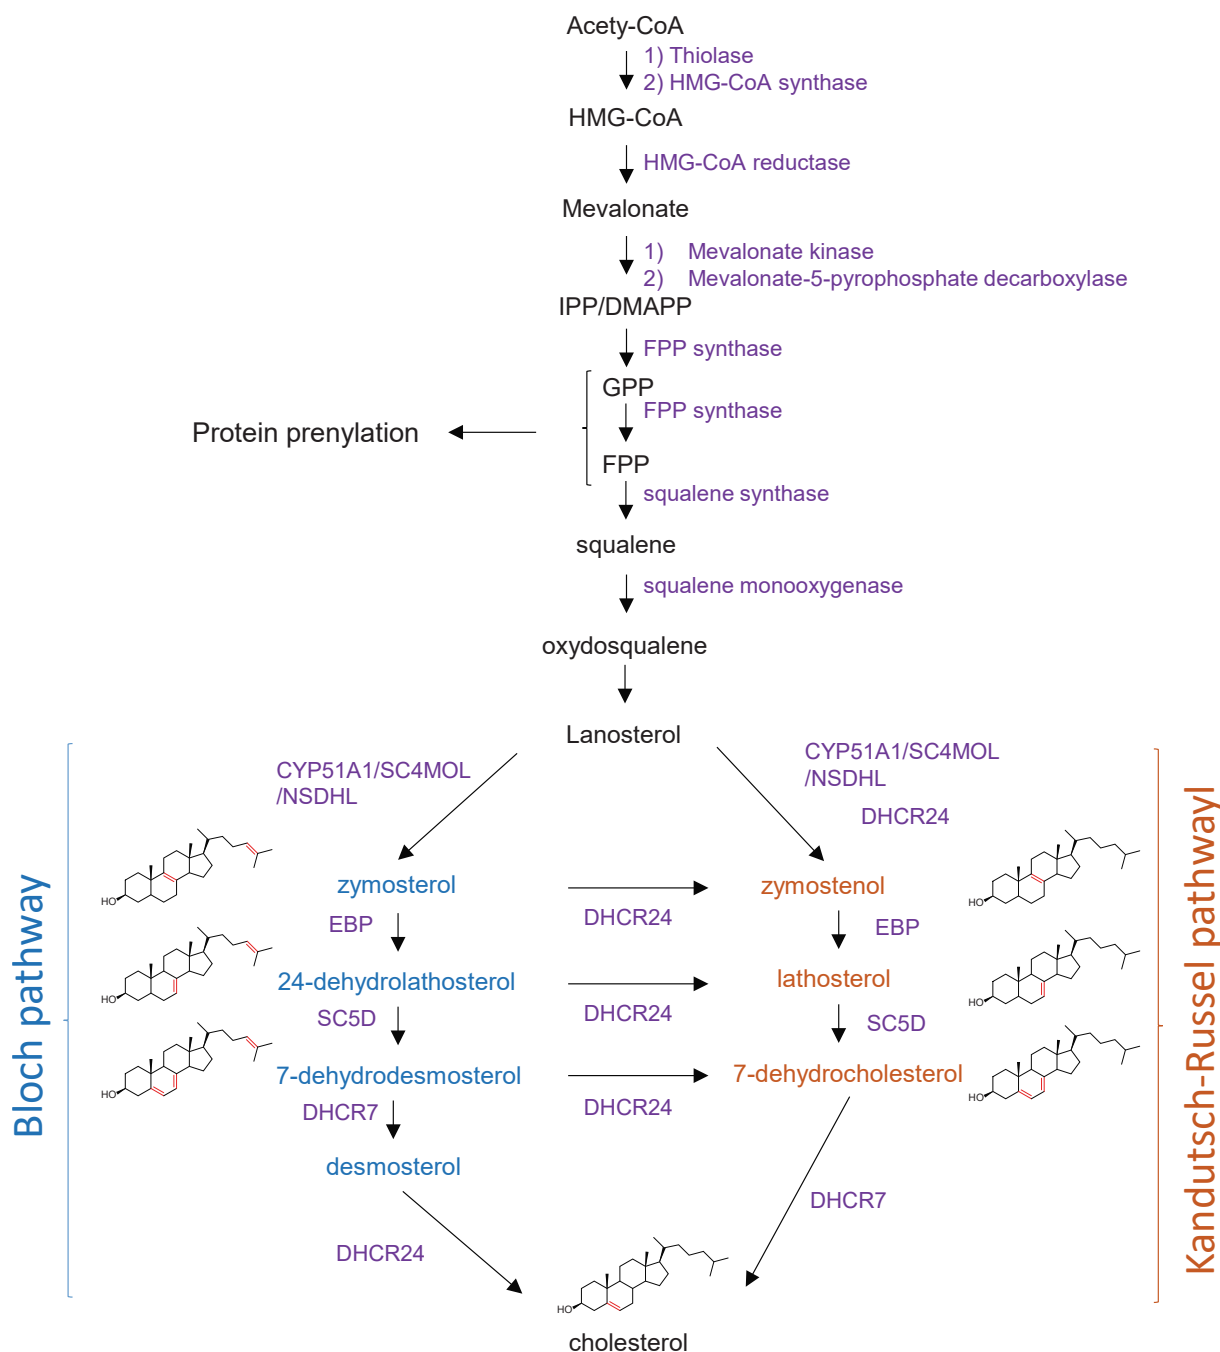 Acety-CoA
1) Thiolase
2) HMG-CoA synthase
HMG-CoA
HMG-CoA reductase
Mevalonate
1) Mevalonate kinase
2) Mevalonate-5-pyrophosphate decarboxylase
IPP/DMAPP
FPP synthase
GPP
FPP synthase
Protein prenylation
FPP
squalene synthase
squalene
squalene monooxygenase
oxydosqualene
Lanosterol
CYP51A1/SC4MOL
/NSDHL
CYP51A1/SC4MOL
/NSDHL
DHCR24
Bloch pathway
Kandutsch-Russel pathwayl
HO
zymosterol
DHCR24
zymostenol
HO
EBP
EBP
HO
24-dehydrolathosterol
DHCR24
lathosterol
HO
SC5D
SC5D
HO
7-dehydrodesmosterol
DHCR24
7-dehydrocholesterol
HO
DHCR7
desmosterol
DHCR7
DHCR24
HO
cholesterol